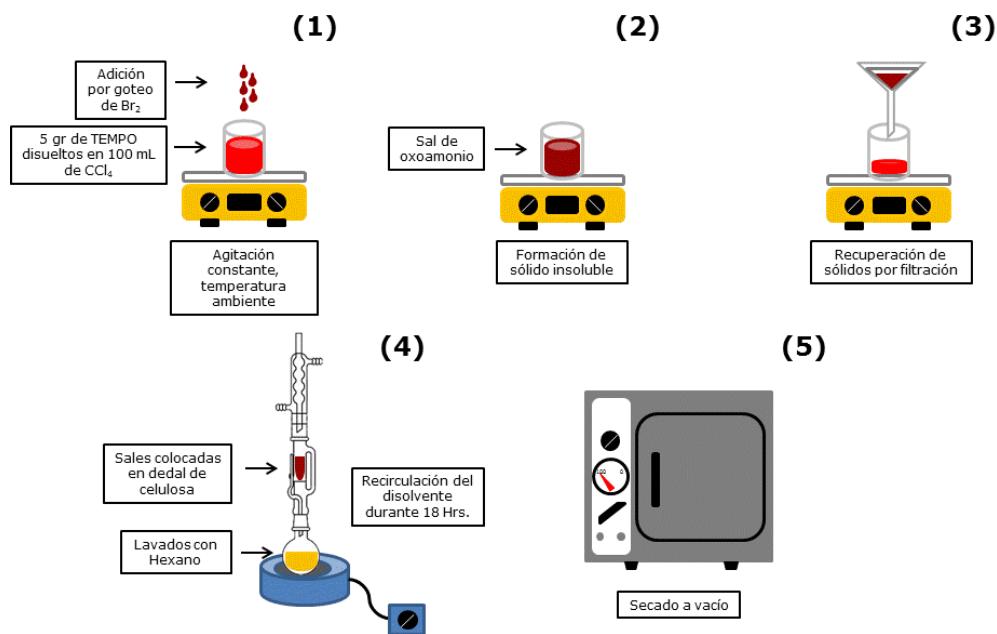 (1)
Adición
por goteo
de Br₂
5 gr de TEMPO
disueltos en 100 mL
de CCl₄
Agitación
constante,
temperatura
ambiente
(2)
Sal de
oxoamonio
Formación de
sólido insoluble
(3)
Recuperación de
sólidos por filtración
(4)
Sales colocadas
en dedal de
celulosa
Recirculación del
disolvente
durante 18 Hrs.
Lavados con
Hexano
(5)
100 0
Secado a vacío